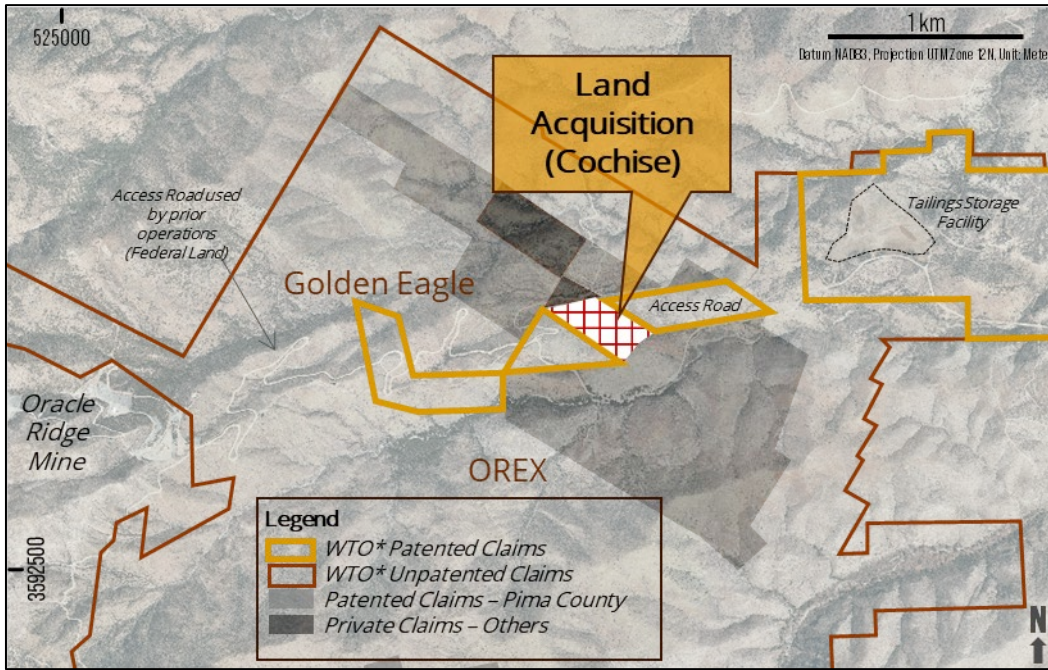 525000
1 km
Datum NAD83, Projection UTM Zone 12N, Unit: Mete
Land
Acquisition
(Cochise)
Access Road used
by prior
operations
(Federal Land)
Tailings Storage
Facility
Golden Eagle
Access Road
Oracle
Ridge
Mine
OREX
Legend
WTO* Patented Claims
WTO* Unpatented Claims
Patented Claims – Pima County
Private Claims – Others
3592500
N